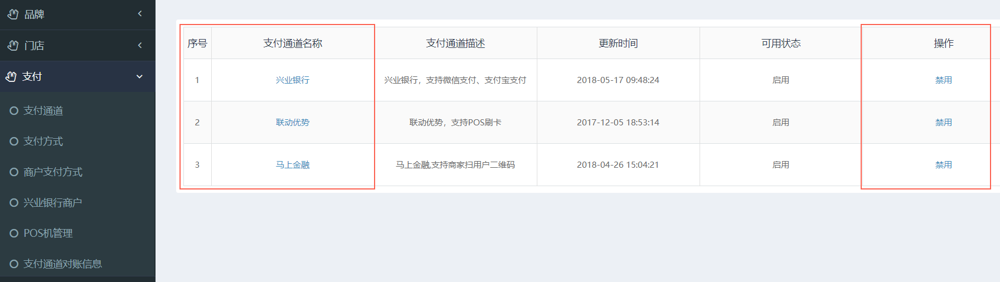 品牌
门店
支付
支付通道
支付方式
商户支付方式
兴业银行商户
POS机管理
支付通道对账信息
序号 支付通道名称 支付通道描述 更新时间 可用状态 操作
1 兴业银行 兴业银行，支持微信支付、支付宝支付 2018-05-17 09:48:24 启用 禁用
2 联动优势 联动优势，支持POS刷卡 2017-12-05 18:53:14 启用 禁用
3 马上金融 马上金融,支持商家扫用户二维码 2018-04-26 15:04:21 启用 禁用